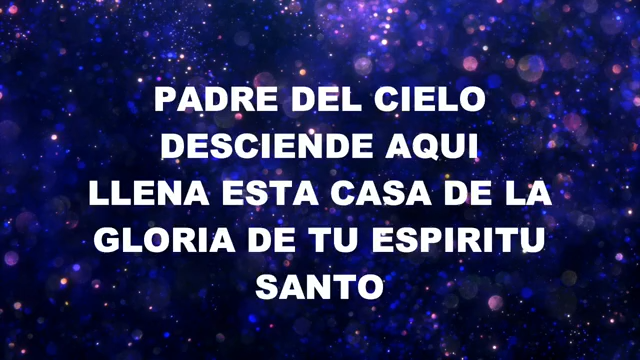 PADRE DEL CIELO
DESCIENDE AQUI
LLENA ESTA CASA DE LA
GLORIA DE TU ESPIRITU
SANTO